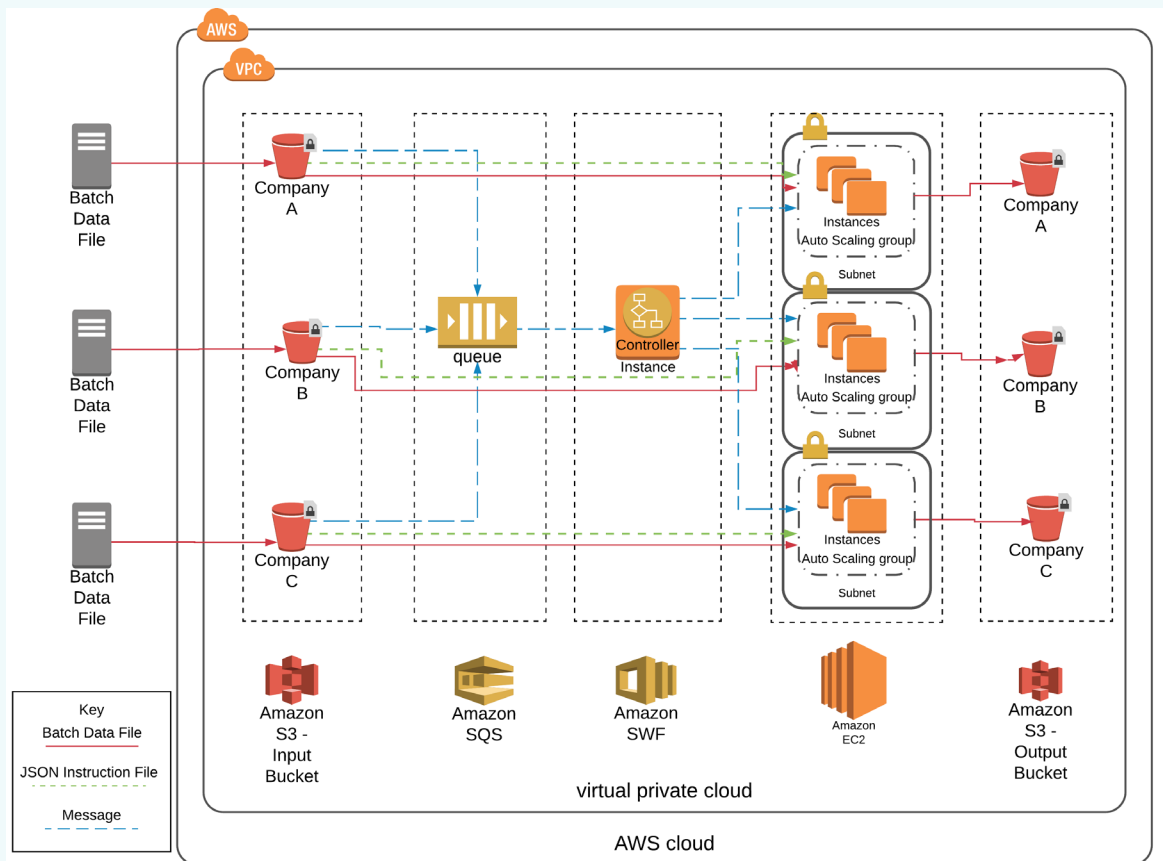 AWS
VPC
Batch
Data
File
Company
A
Instances
Auto Scaling group
Subnet
Company
A
Batch
Data
File
Company
B
queue
Controller
Instance
Instances
Auto Scaling group
Subnet
Company
B
Batch
Data
File
Company
C
Instances
Auto Scaling group
Subnet
Company
C
Amazon
S3 -
Input
Bucket
Amazon
SQS
Amazon
SWF
Amazon
EC2
Amazon
S3 -
Output
Bucket
Key
Batch Data File
JSON Instruction File
Message
virtual private cloud
AWS cloud